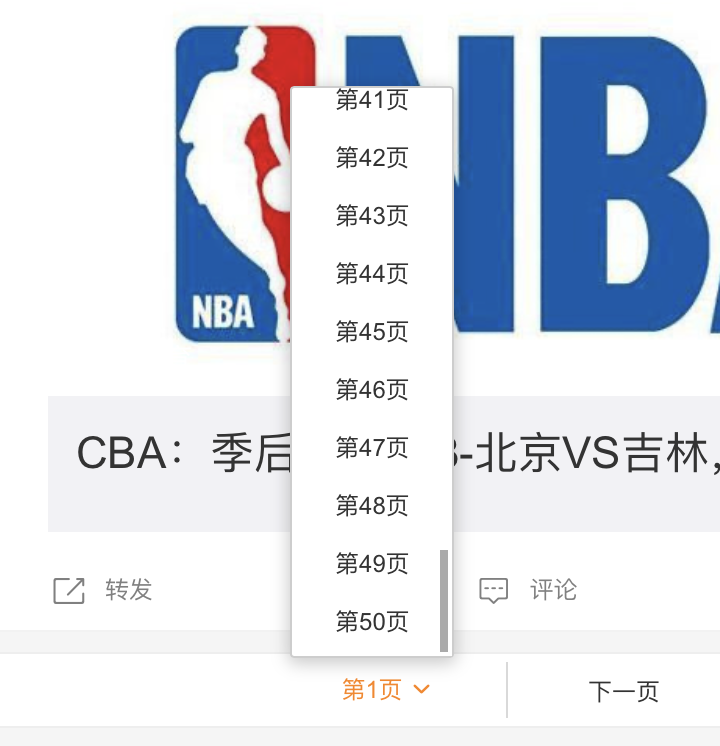 NBA
NB
第41页
第42页
第43页
第44页
第45页
第46页
第47页
第48页
第49页
第50页
CBA：季后
-北京VS吉林,
转发
评论
第1页
下一页